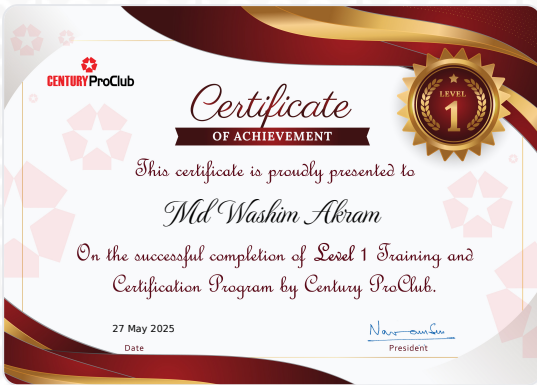 CENTURY ProClub
Certificate
OF ACHIEVEMENT
LEVEL
1
This certificate is proudly presented to
Md Washim Akram
On the successful completion of Level 1 Training and
Certification Program by Century ProClub.
27 May 2025
Date
President